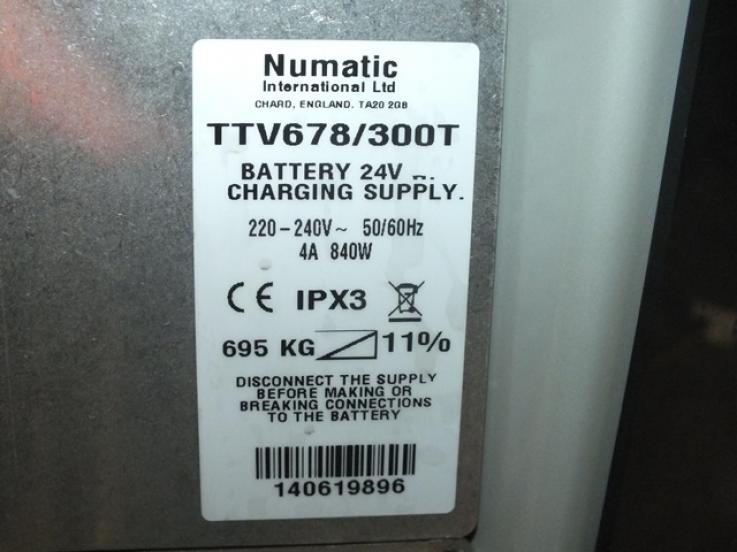 Numatic
International Ltd
CHARD, ENGLAND. TA20 2GB
TTV678/300T
BATTERY 24V ⎓.
CHARGING SUPPLY.
220-240V~ 50/60Hz
4A 840W
CE IPX3
695 KG 11%
DISCONNECT THE SUPPLY
BEFORE MAKING OR
BREAKING CONNECTIONS
TO THE BATTERY
140619896